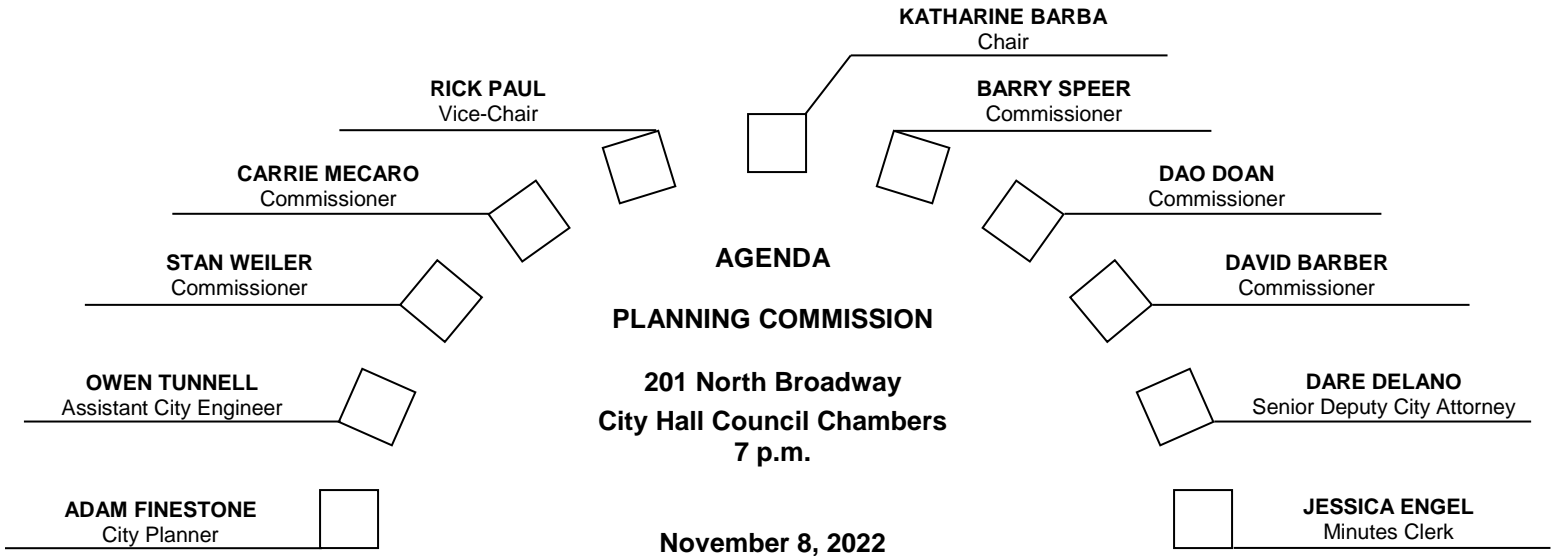 KATHARINE BARBA
Chair
RICK PAUL
Vice-Chair
BARRY SPEER
Commissioner
CARRIE MECARO
Commissioner
DAO DOAN
Commissioner
STAN WEILER
Commissioner
AGENDA
DAVID BARBER
Commissioner
PLANNING COMMISSION
OWEN TUNNELL
Assistant City Engineer
201 North Broadway
City Hall Council Chambers
7 p.m.
DARE DELANO
Senior Deputy City Attorney
ADAM FINESTONE
City Planner
November 8, 2022
JESSICA ENGEL
Minutes Clerk